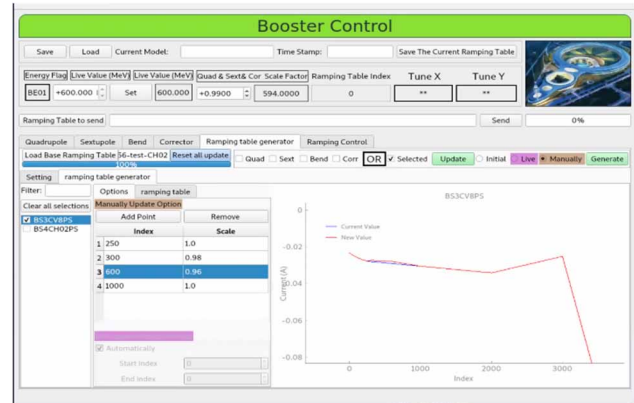 Booster Control
Save Load Current Model: Time Stamp: Save The Current Ramping Table
Energy Flag Live Value (MeV) Live Value (MeV) Quad & Sext& Cor Scale Factor Ramping Table Index Tune X Tune Y
BE01 +600.000 Set 600.000 +0.9900 594.0000 0 ** **
Ramping Table to send Send 0%
Quadrupole Sextupole Bend Corrector Ramping table generator Ramping Control
Load Base Ramping Table 56-test-CH02 Reset all update Quad Sext Bend Corr OR Selected Update Initial Live Manually Generate
100%
Setting ramping table generator
Filter: Options ramping table
Clear all selections Manually Update Option
BS3CV8PS Add Point Remove
BS4CH02PS Index Scale
1 250 1.0
2 300 0.98
3 600 0.96
4 1000 1.0
Automatically
Start Index 0
End Index 0
BS3CV8PS
Current Value
New Value
Current (A)
0
-0.02
-0.04
-0.06
-0.08
0 1000 2000 3000
Index